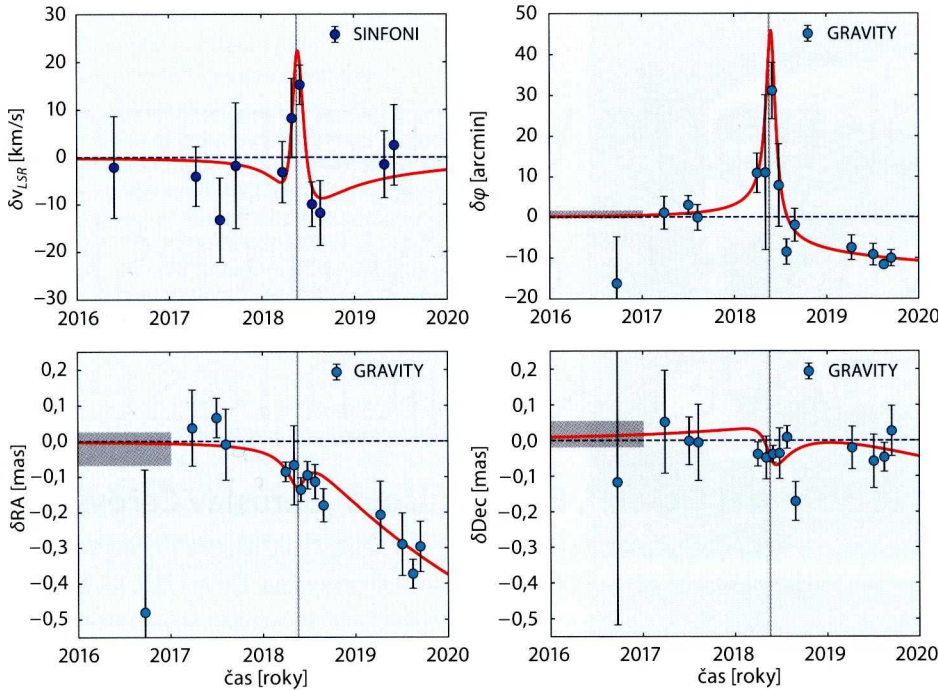 30
20
10
0
−10
−20
−30
δv_LSR [km/s]
SINFONI
2016 2017 2018 2019 2020
50
40
30
20
10
0
−10
−20
δφ [arcmin]
GRAVITY
2016 2017 2018 2019 2020
0,2
0,1
0,0
−0,1
−0,2
−0,3
−0,4
−0,5
δRA [mas]
GRAVITY
2016 2017 2018 2019 2020
čas [roky]
0,2
0,1
0,0
−0,1
−0,2
−0,3
−0,4
−0,5
δDec [mas]
GRAVITY
2016 2017 2018 2019 2020
čas [roky]